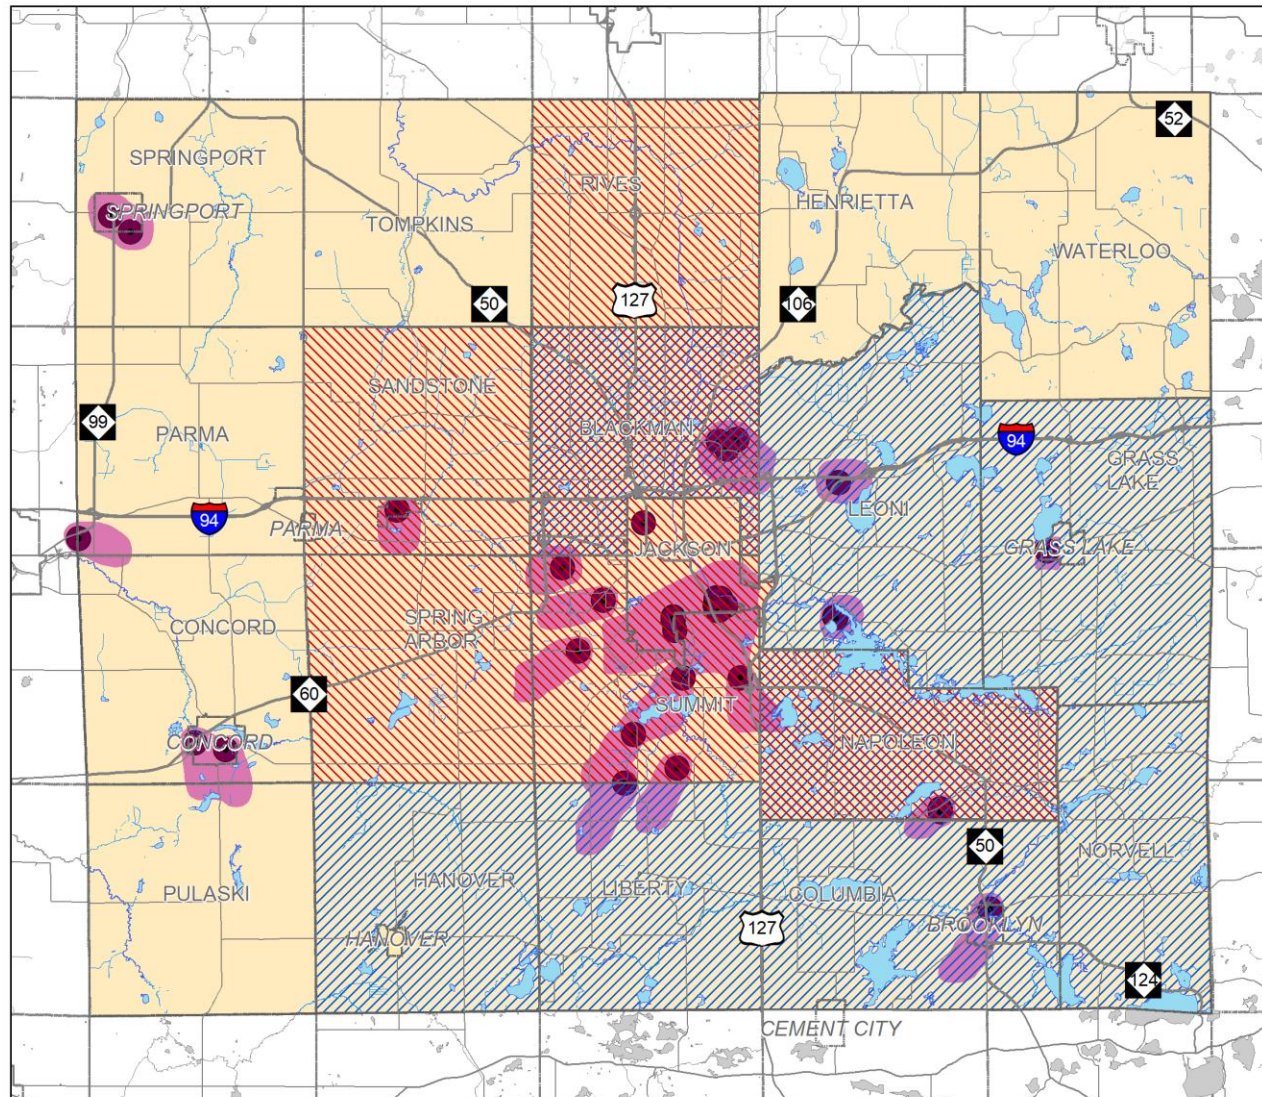 52
SPRINGPORT
RIVES
HENRIETTA
SPRINGPORT
TOMPKINS
WATERLOO
50
127
106
SANDSTONE
99
PARMA
BLACKMAN
94
GRASS
LAKE
94
PARMA
LEONI
JACKSON
GRASS LAKE
CONCORD
SPRING
ARBOR
60
SUMMIT
CONCORD
NAPOLEON
50
NORVELL
PULASKI
HANOVER
LIBERTY
COLUMBIA
HANOVER
127
BROOKLYN
124
CEMENT CITY